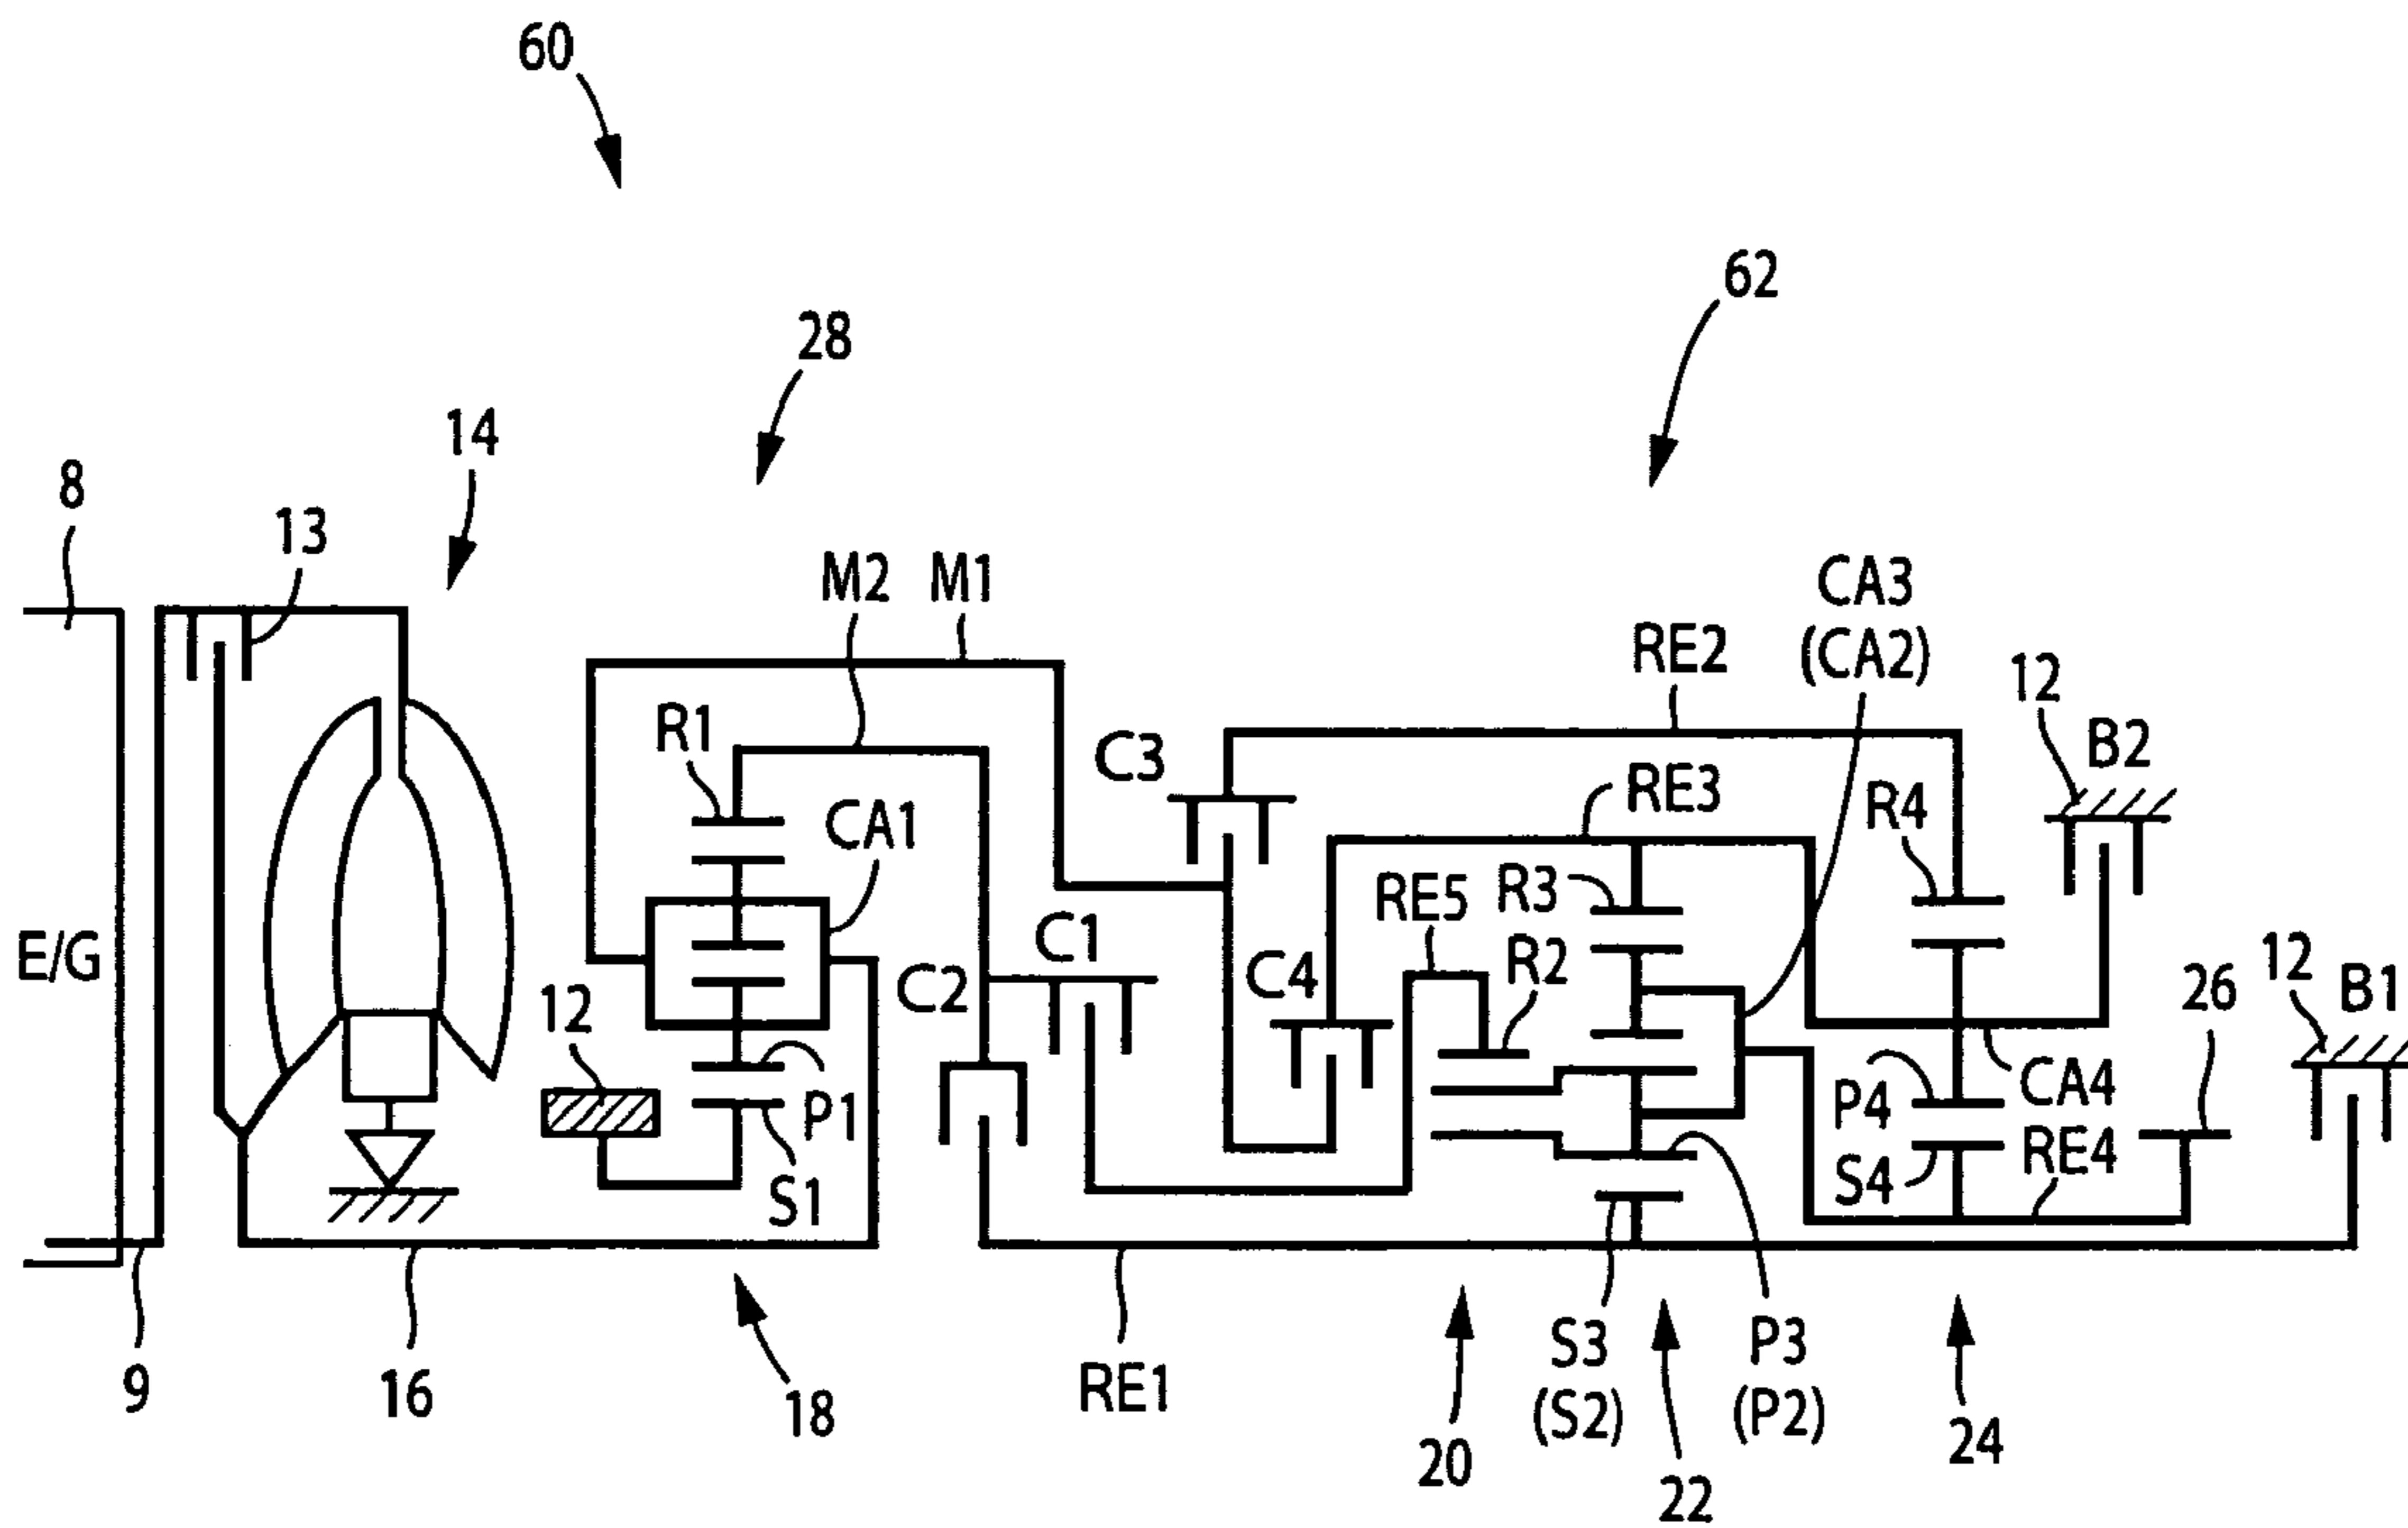 60
62
28
14
8
13
M2
M1
CA3
(CA2)
RE2
12
B2
R1
C3
RE3
R4
CA1
RE5
R3
C1
R2
E/G
C2
C4
26
12
B1
12
P1
P4
CA4
RE4
S4
S1
9
16
18
RE1
S3
(S2)
P3
(P2)
20
22
24